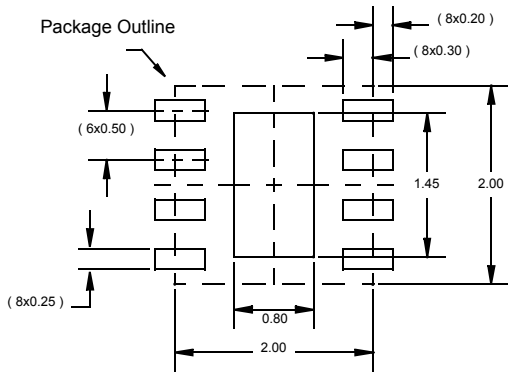 ( 8x0.20 )
Package Outline
( 8x0.30 )
( 6x0.50 )
1.45
2.00
( 8x0.25 )
0.80
2.00